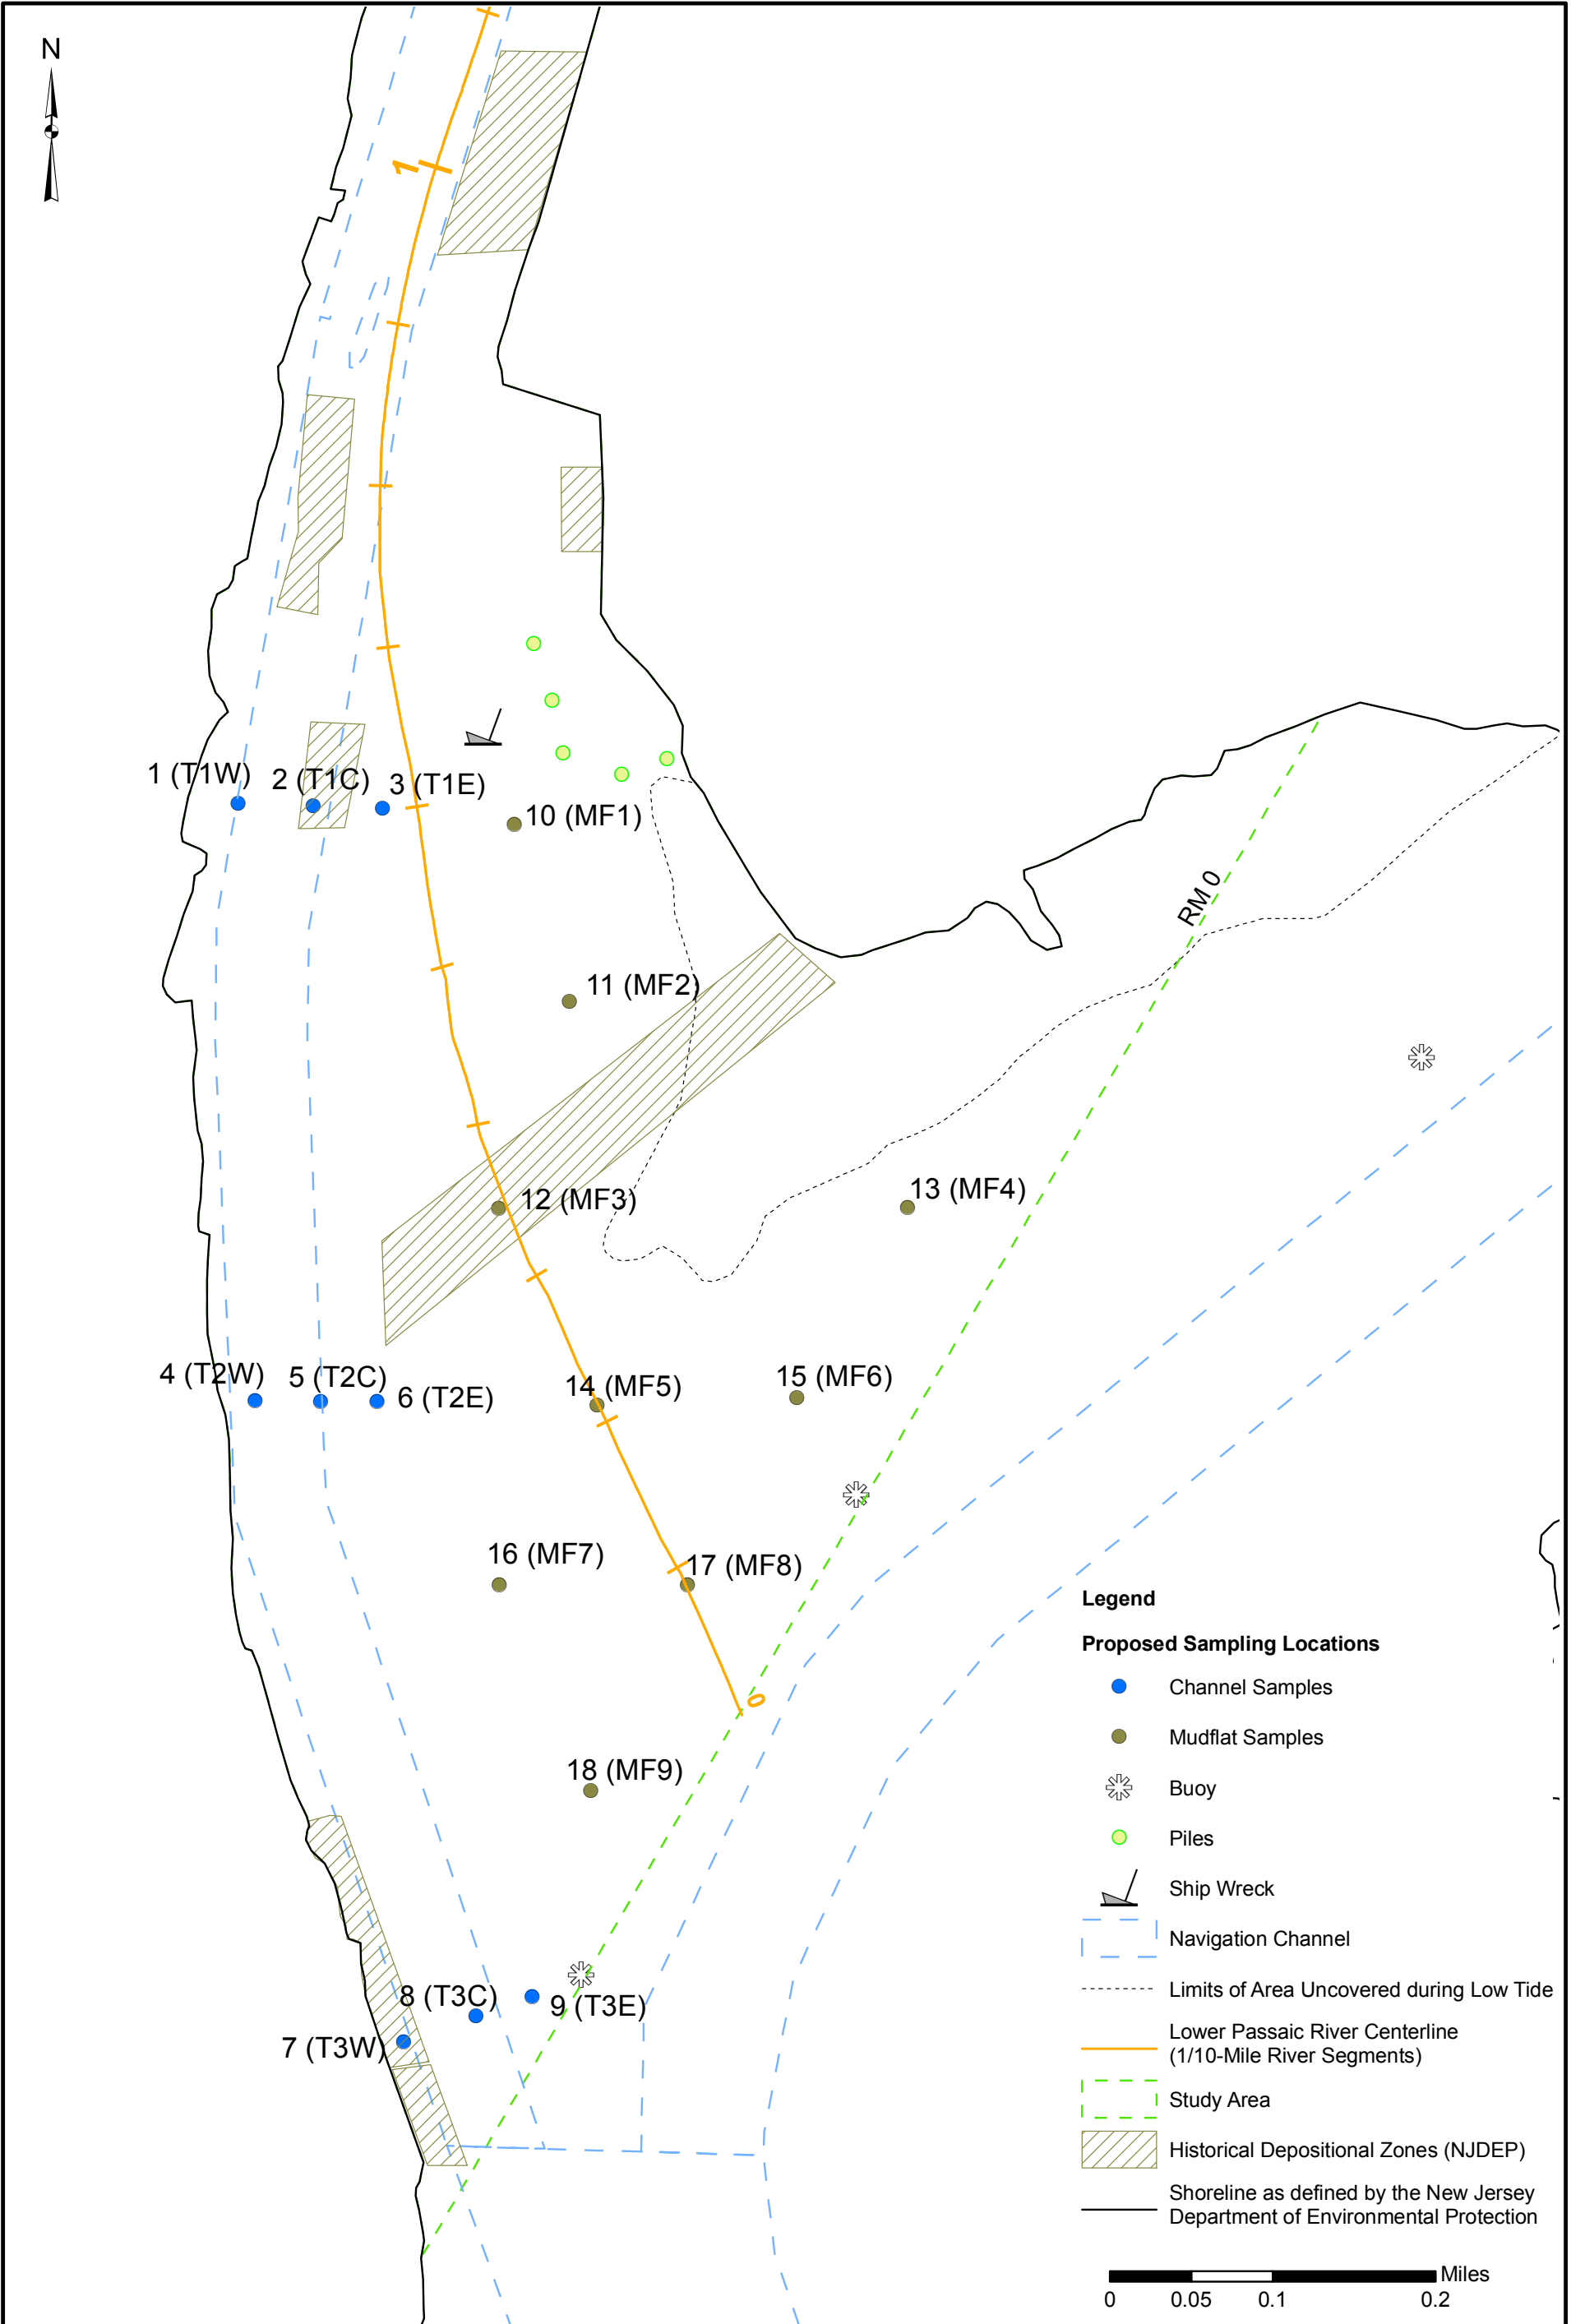 N
1
1 (T1W)
2 (T1C)
3 (T1E)
10 (MF1)
RM 0
11 (MF2)
12 (MF3)
13 (MF4)
4 (T2W)
5 (T2C)
6 (T2E)
14 (MF5)
15 (MF6)
16 (MF7)
17 (MF8)
0
18 (MF9)
8 (T3C)
9 (T3E)
7 (T3W)
Legend
Proposed Sampling Locations
Channel Samples
Mudflat Samples
Buoy
Piles
Ship Wreck
Navigation Channel
Limits of Area Uncovered during Low Tide
Lower Passaic River Centerline
(1/10-Mile River Segments)
Study Area
Historical Depositional Zones (NJDEP)
Shoreline as defined by the New Jersey
Department of Environmental Protection
Miles
0 0.05 0.1 0.2